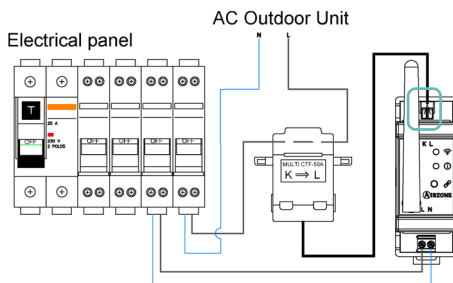 AC Outdoor Unit
Electrical panel
N L
T
25 A
230 V
2 POLOS
OFF
OFF OFF OFF OFF
MULTI CTF-50A
K ⇒ L
K L
AIRZONE
L N